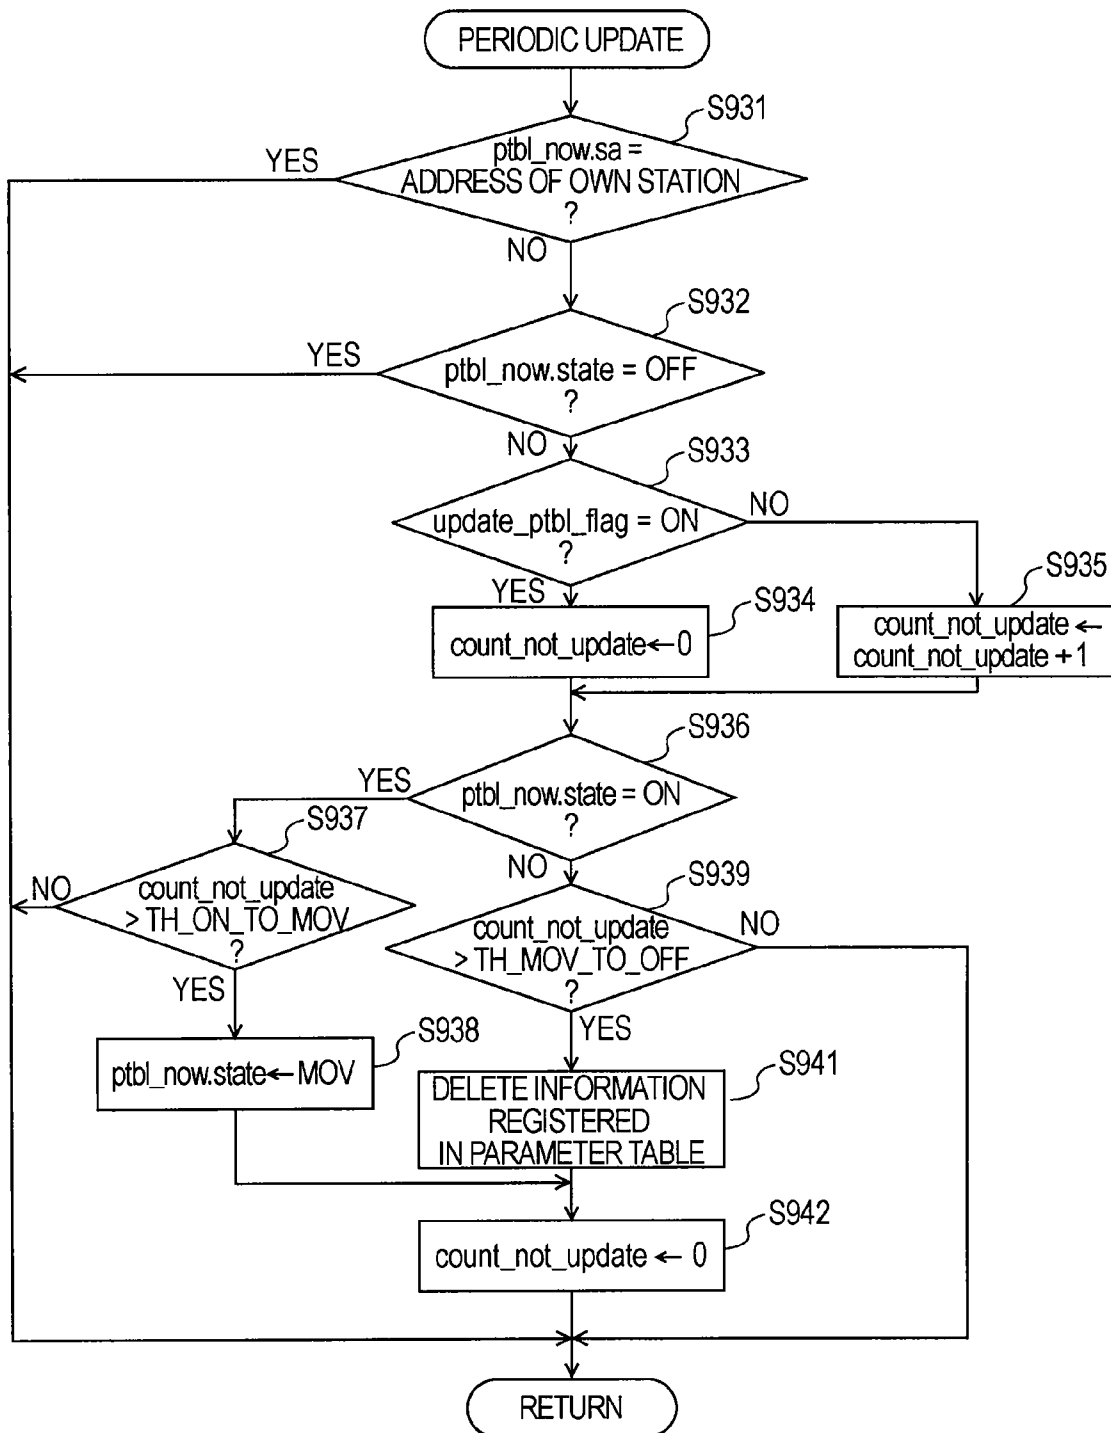 PERIODIC UPDATE
S931
YES
ptbl_now.sa =
ADDRESS OF OWN STATION
?
NO
S932
YES
ptbl_now.state = OFF
?
NO
S933
update_ptbl_flag = ON
?
NO
YES
S934
count_not_update←0
S935
count_not_update ←
count_not_update +1
S936
YES
ptbl_now.state = ON
?
NO
S937
NO
count_not_update
> TH_ON_TO_MOV
?
YES
S939
count_not_update
> TH_MOV_TO_OFF
?
NO
YES
S938
ptbl_now.state←MOV
S941
DELETE INFORMATION
REGISTERED
IN PARAMETER TABLE
S942
count_not_update ← 0
RETURN